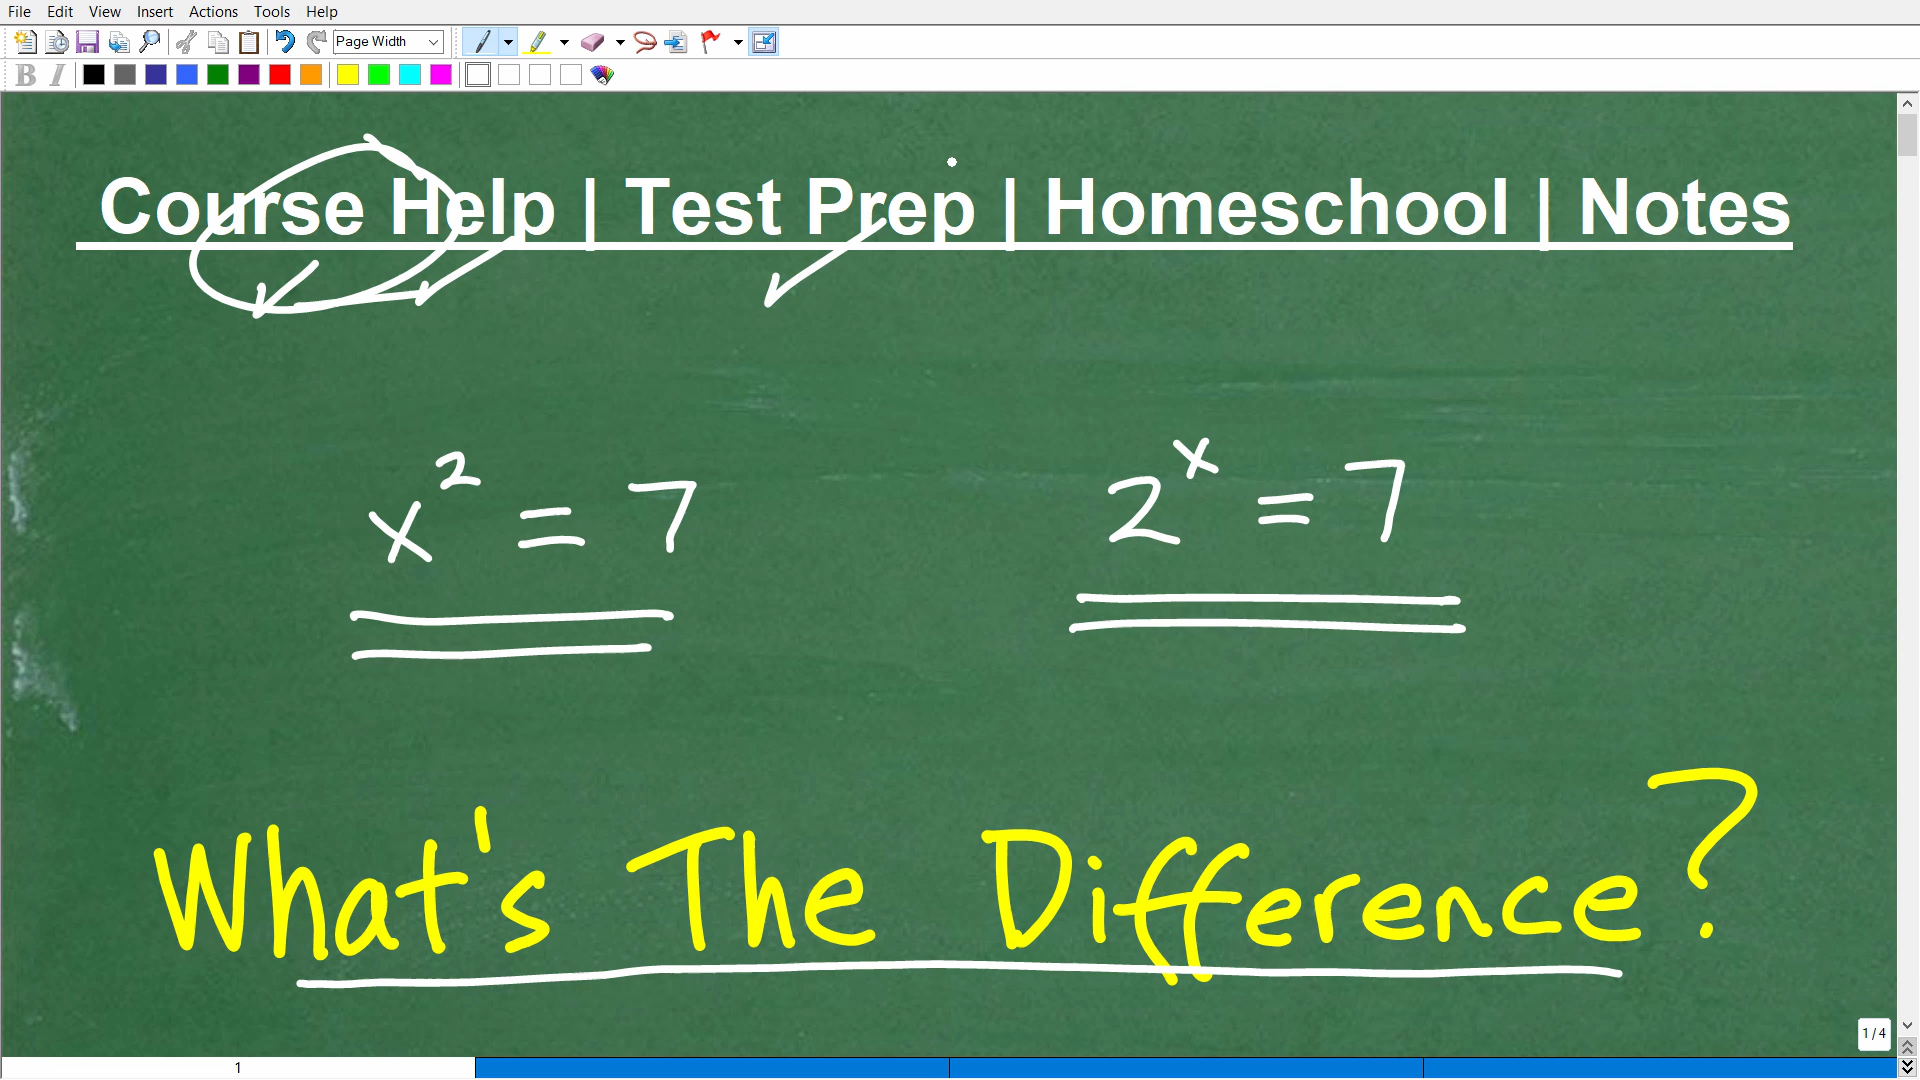 File Edit View Insert Actions Tools Help
Page Width
B I
Course Help | Test Prep | Homeschool | Notes
x² = 7 2ˣ = 7
What's The Difference?
1 / 4
1